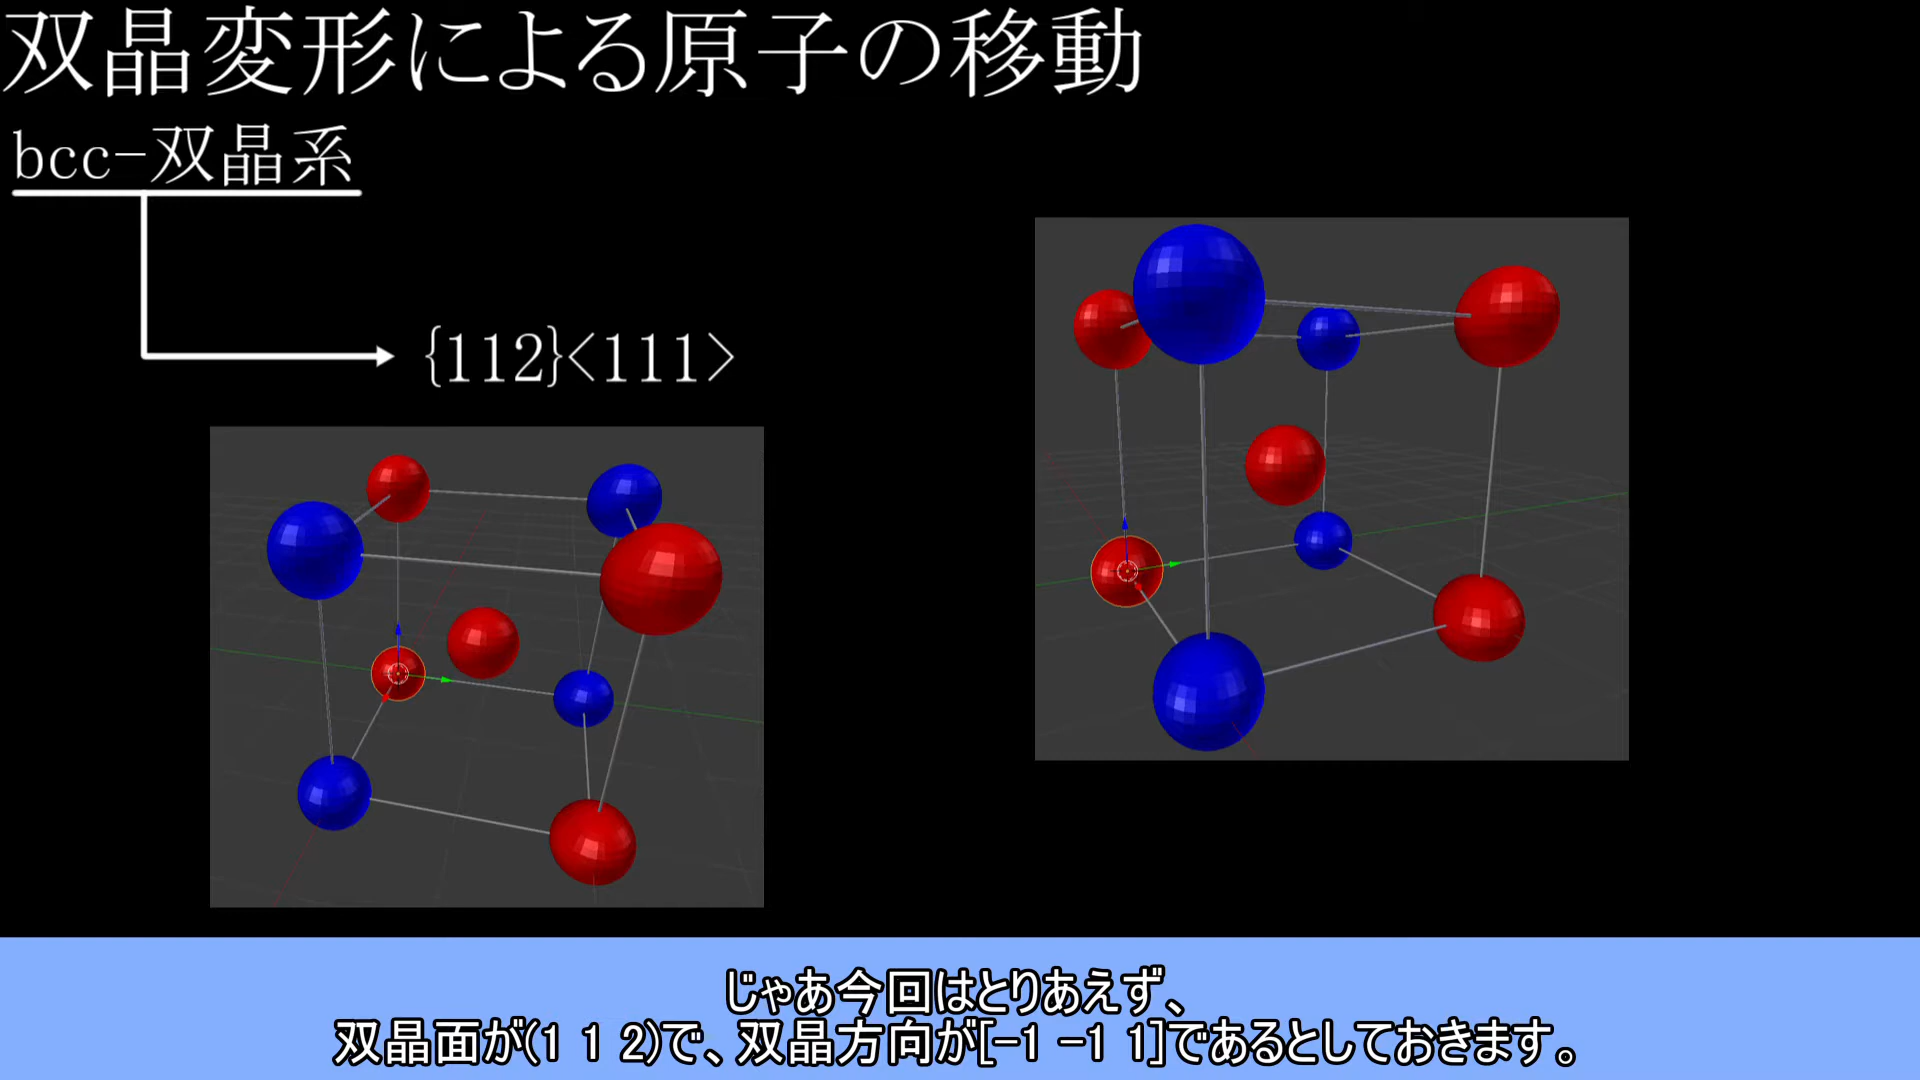 双晶変形による原子の移動
bcc-双晶系
{112}<111>
じゃあ今回はとりあえず、
双晶面が(1 1 2)で、双晶方向が[-1 -1 1]であるとしておきます。